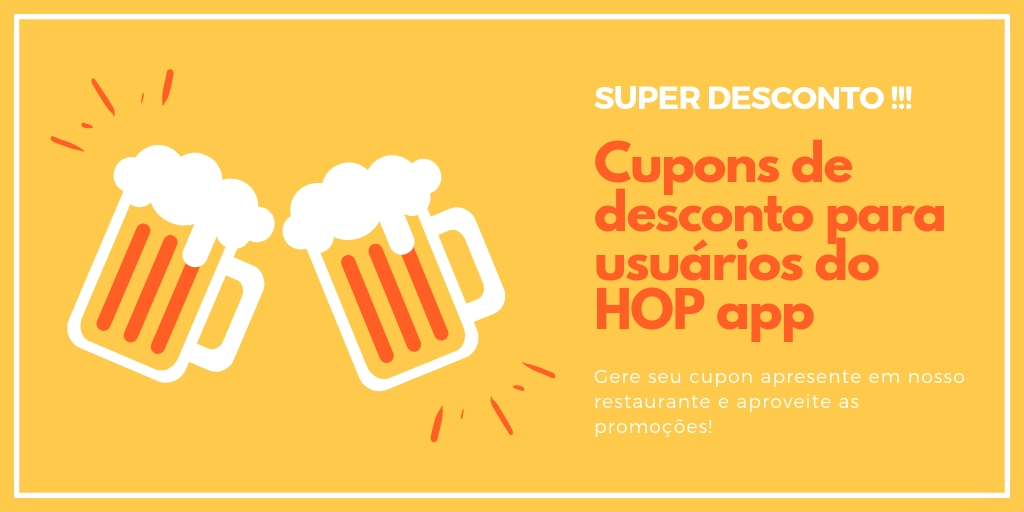 SUPER DESCONTO !!!
Cupons de
desconto para
usuários do
HOP app
Gere seu cupon apresente em nosso
restaurante e aproveite as
promoções!